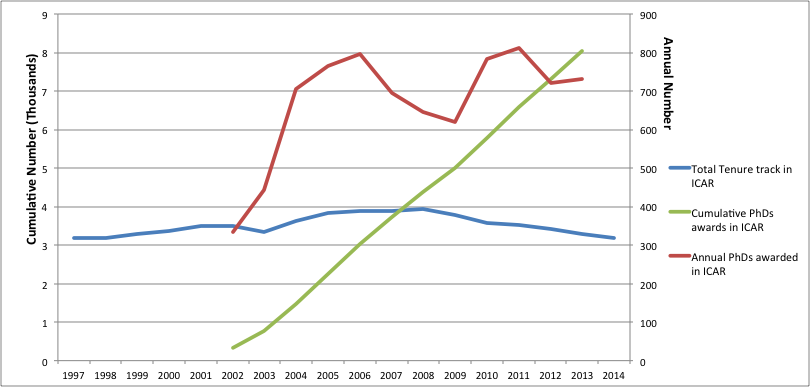 Cumulative Number (Thousands)
9
8
7
6
5
4
3
2
1
0
900
800
700
600
500
400
300
200
100
0
Annual Number
1997 1998 1999 2000 2001 2002 2003 2004 2005 2006 2007 2008 2009 2010 2011 2012 2013 2014
Total Tenure track in
ICAR
Cumulative PhDs
awards in ICAR
Annual PhDs awarded
in ICAR